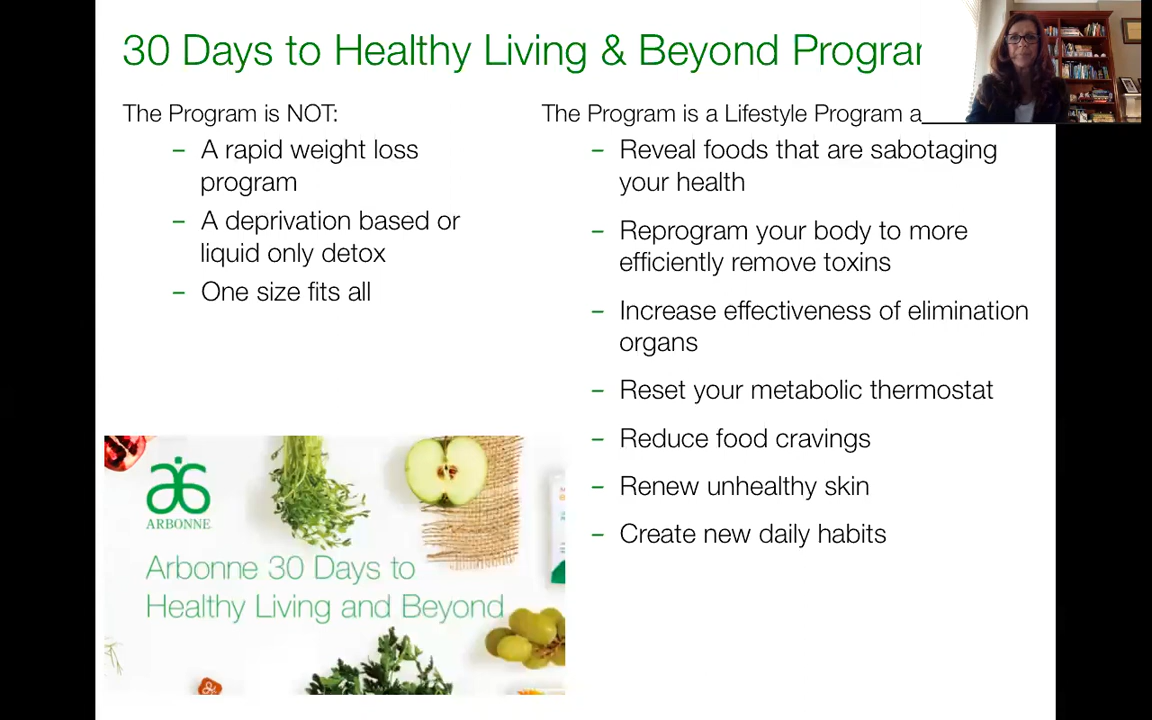 30 Days to Healthy Living & Beyond
The Program is NOT:
– A rapid weight loss
program
– A deprivation based or
liquid only detox
– One size fits all
The Program is a Lifestyle Program
– Reveal foods that are sabotaging
your health
– Reprogram your body to more
efficiently remove toxins
– Increase effectiveness of elimination
organs
– Reset your metabolic thermostat
– Reduce food cravings
– Renew unhealthy skin
– Create new daily habits
ARBONNE
Arbonne 30 Days to
Healthy Living and Beyond